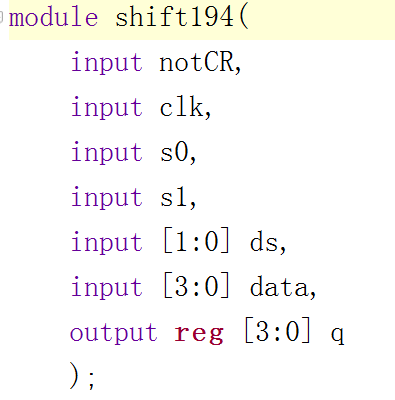 module shift194(
input notCR,
input clk,
input s0,
input s1,
input [1:0] ds,
input [3:0] data,
output reg [3:0] q
);